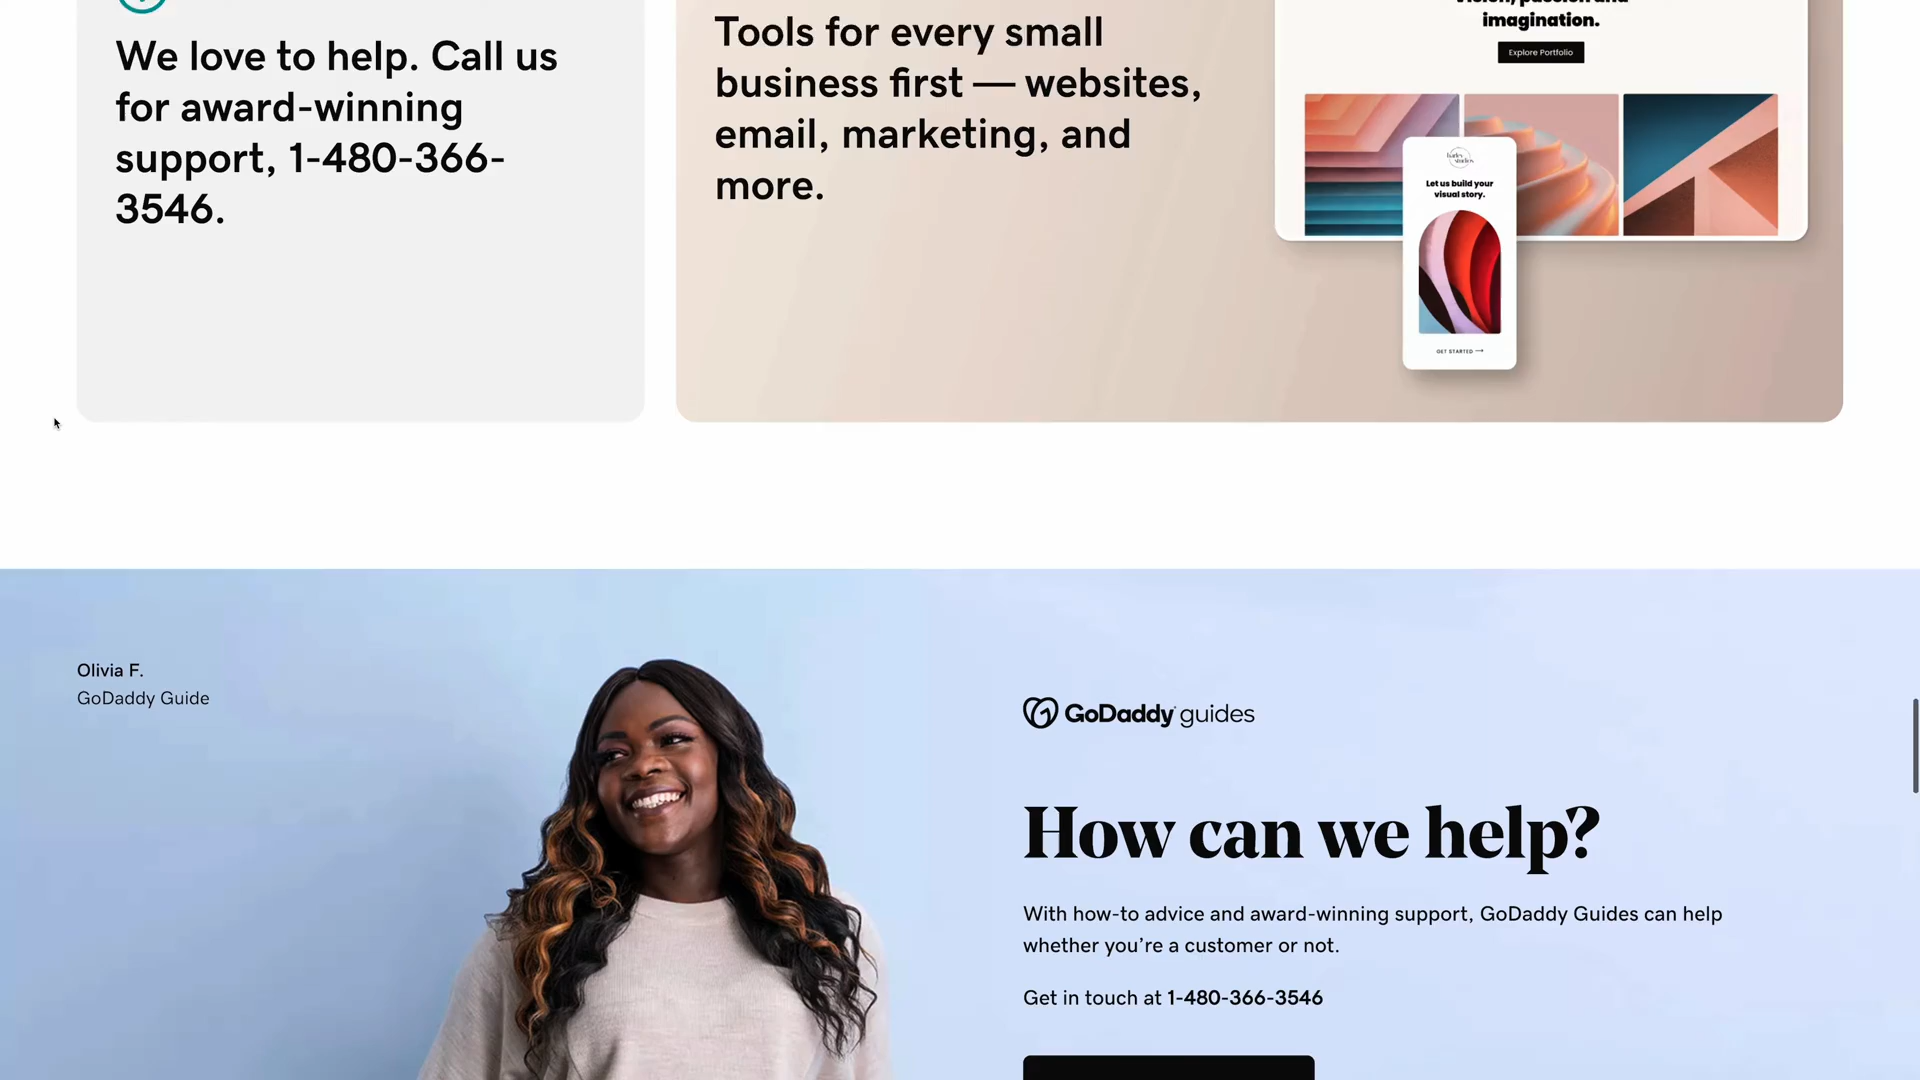 We love to help. Call us
for award-winning
support, 1-480-366-
3546.
Tools for every small
business first — websites,
email, marketing, and
more.
imagination.
Explore Portfolio
Let us build your
visual story.
GET STARTED
Olivia F.
GoDaddy Guide
GoDaddy guides
How can we help?
With how-to advice and award-winning support, GoDaddy Guides can help
whether you’re a customer or not.
Get in touch at 1-480-366-3546